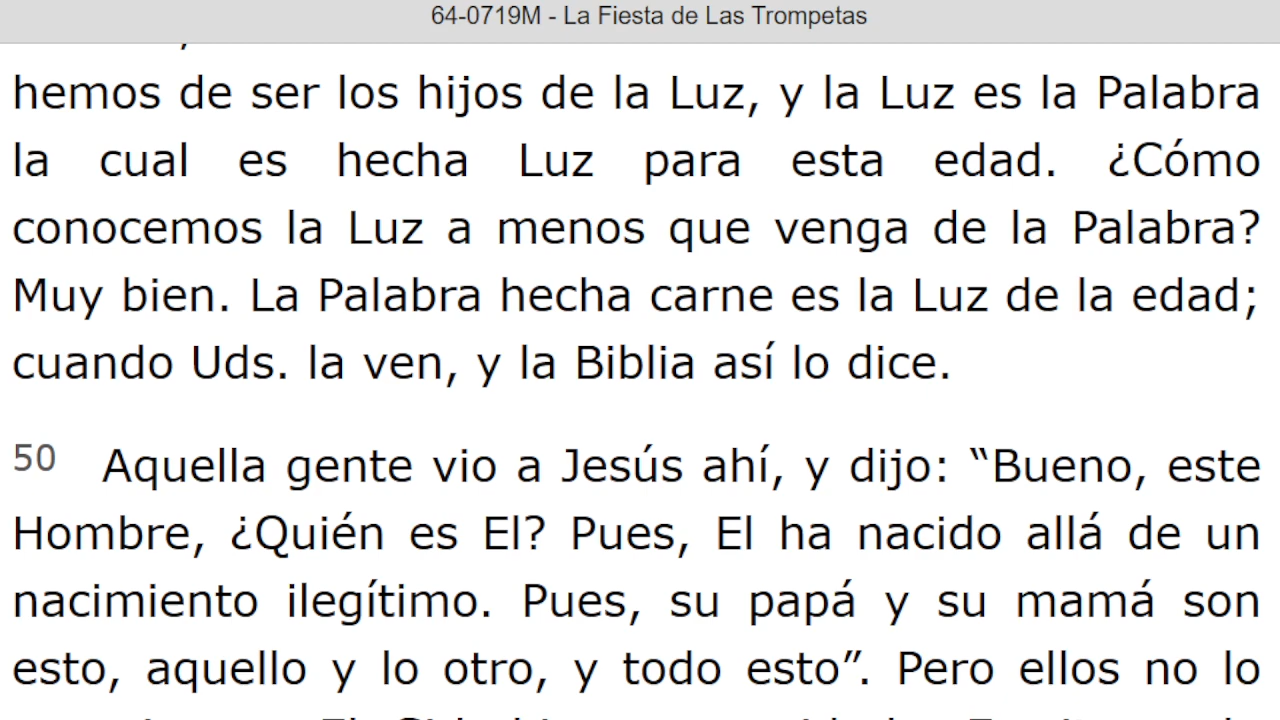 64-0719M - La Fiesta de Las Trompetas
hemos de ser los hijos de la Luz, y la Luz es la Palabra
la cual es hecha Luz para esta edad. ¿Cómo
conocemos la Luz a menos que venga de la Palabra?
Muy bien. La Palabra hecha carne es la Luz de la edad;
cuando Uds. la ven, y la Biblia así lo dice.
50 Aquella gente vio a Jesús ahí, y dijo: “Bueno, este
Hombre, ¿Quién es El? Pues, El ha nacido allá de un
nacimiento ilegítimo. Pues, su papá y su mamá son
esto, aquello y lo otro, y todo esto”. Pero ellos no lo